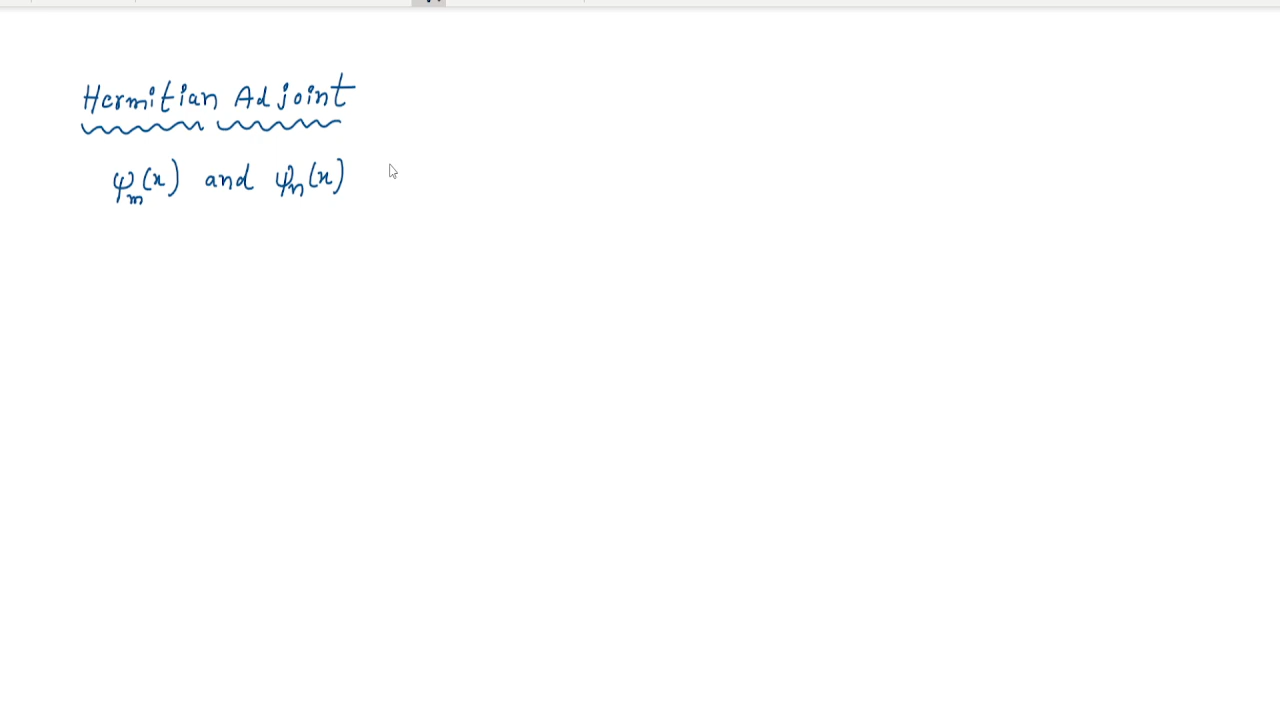 Hermitian Adjoint
ψₘ(x) and ψₙ(x)